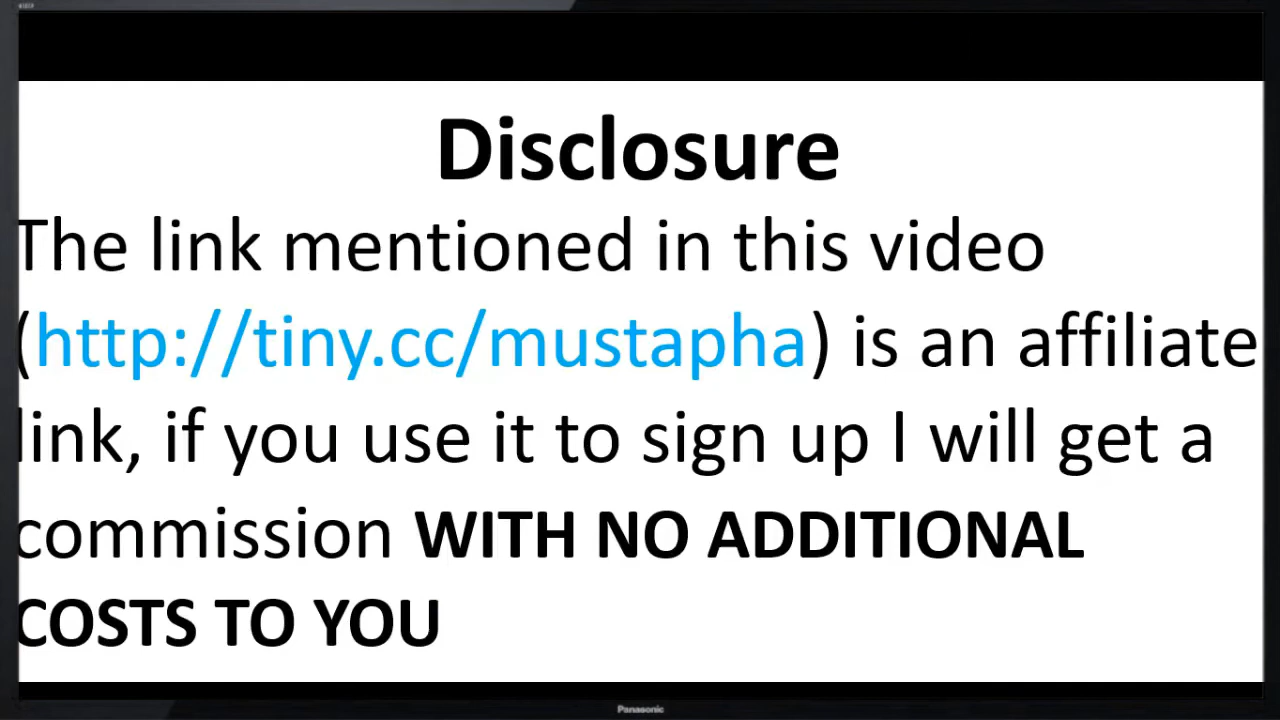 Disclosure
The link mentioned in this video
(http://tiny.cc/mustapha) is an affiliate
link, if you use it to sign up I will get a
commission WITH NO ADDITIONAL
COSTS TO YOU
Panasonic